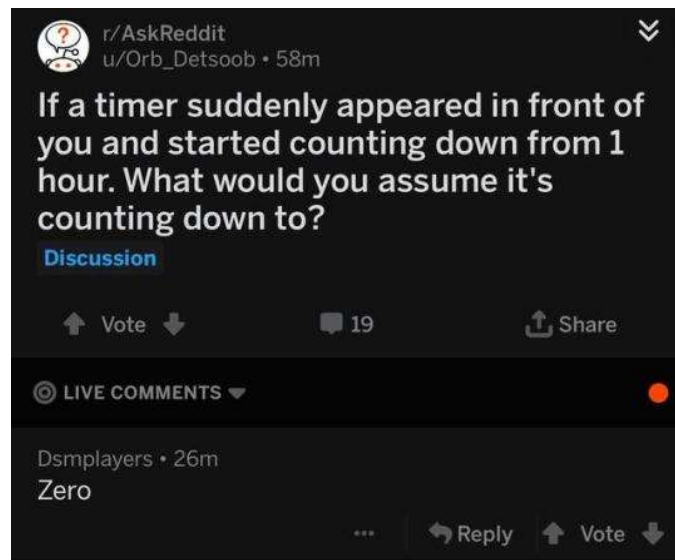 r/AskReddit
u/Orb_Detsoob • 58m
If a timer suddenly appeared in front of
you and started counting down from 1
hour. What would you assume it's
counting down to?
Discussion
Vote 19 Share
LIVE COMMENTS
Dsmplayers • 26m
Zero
... Reply Vote